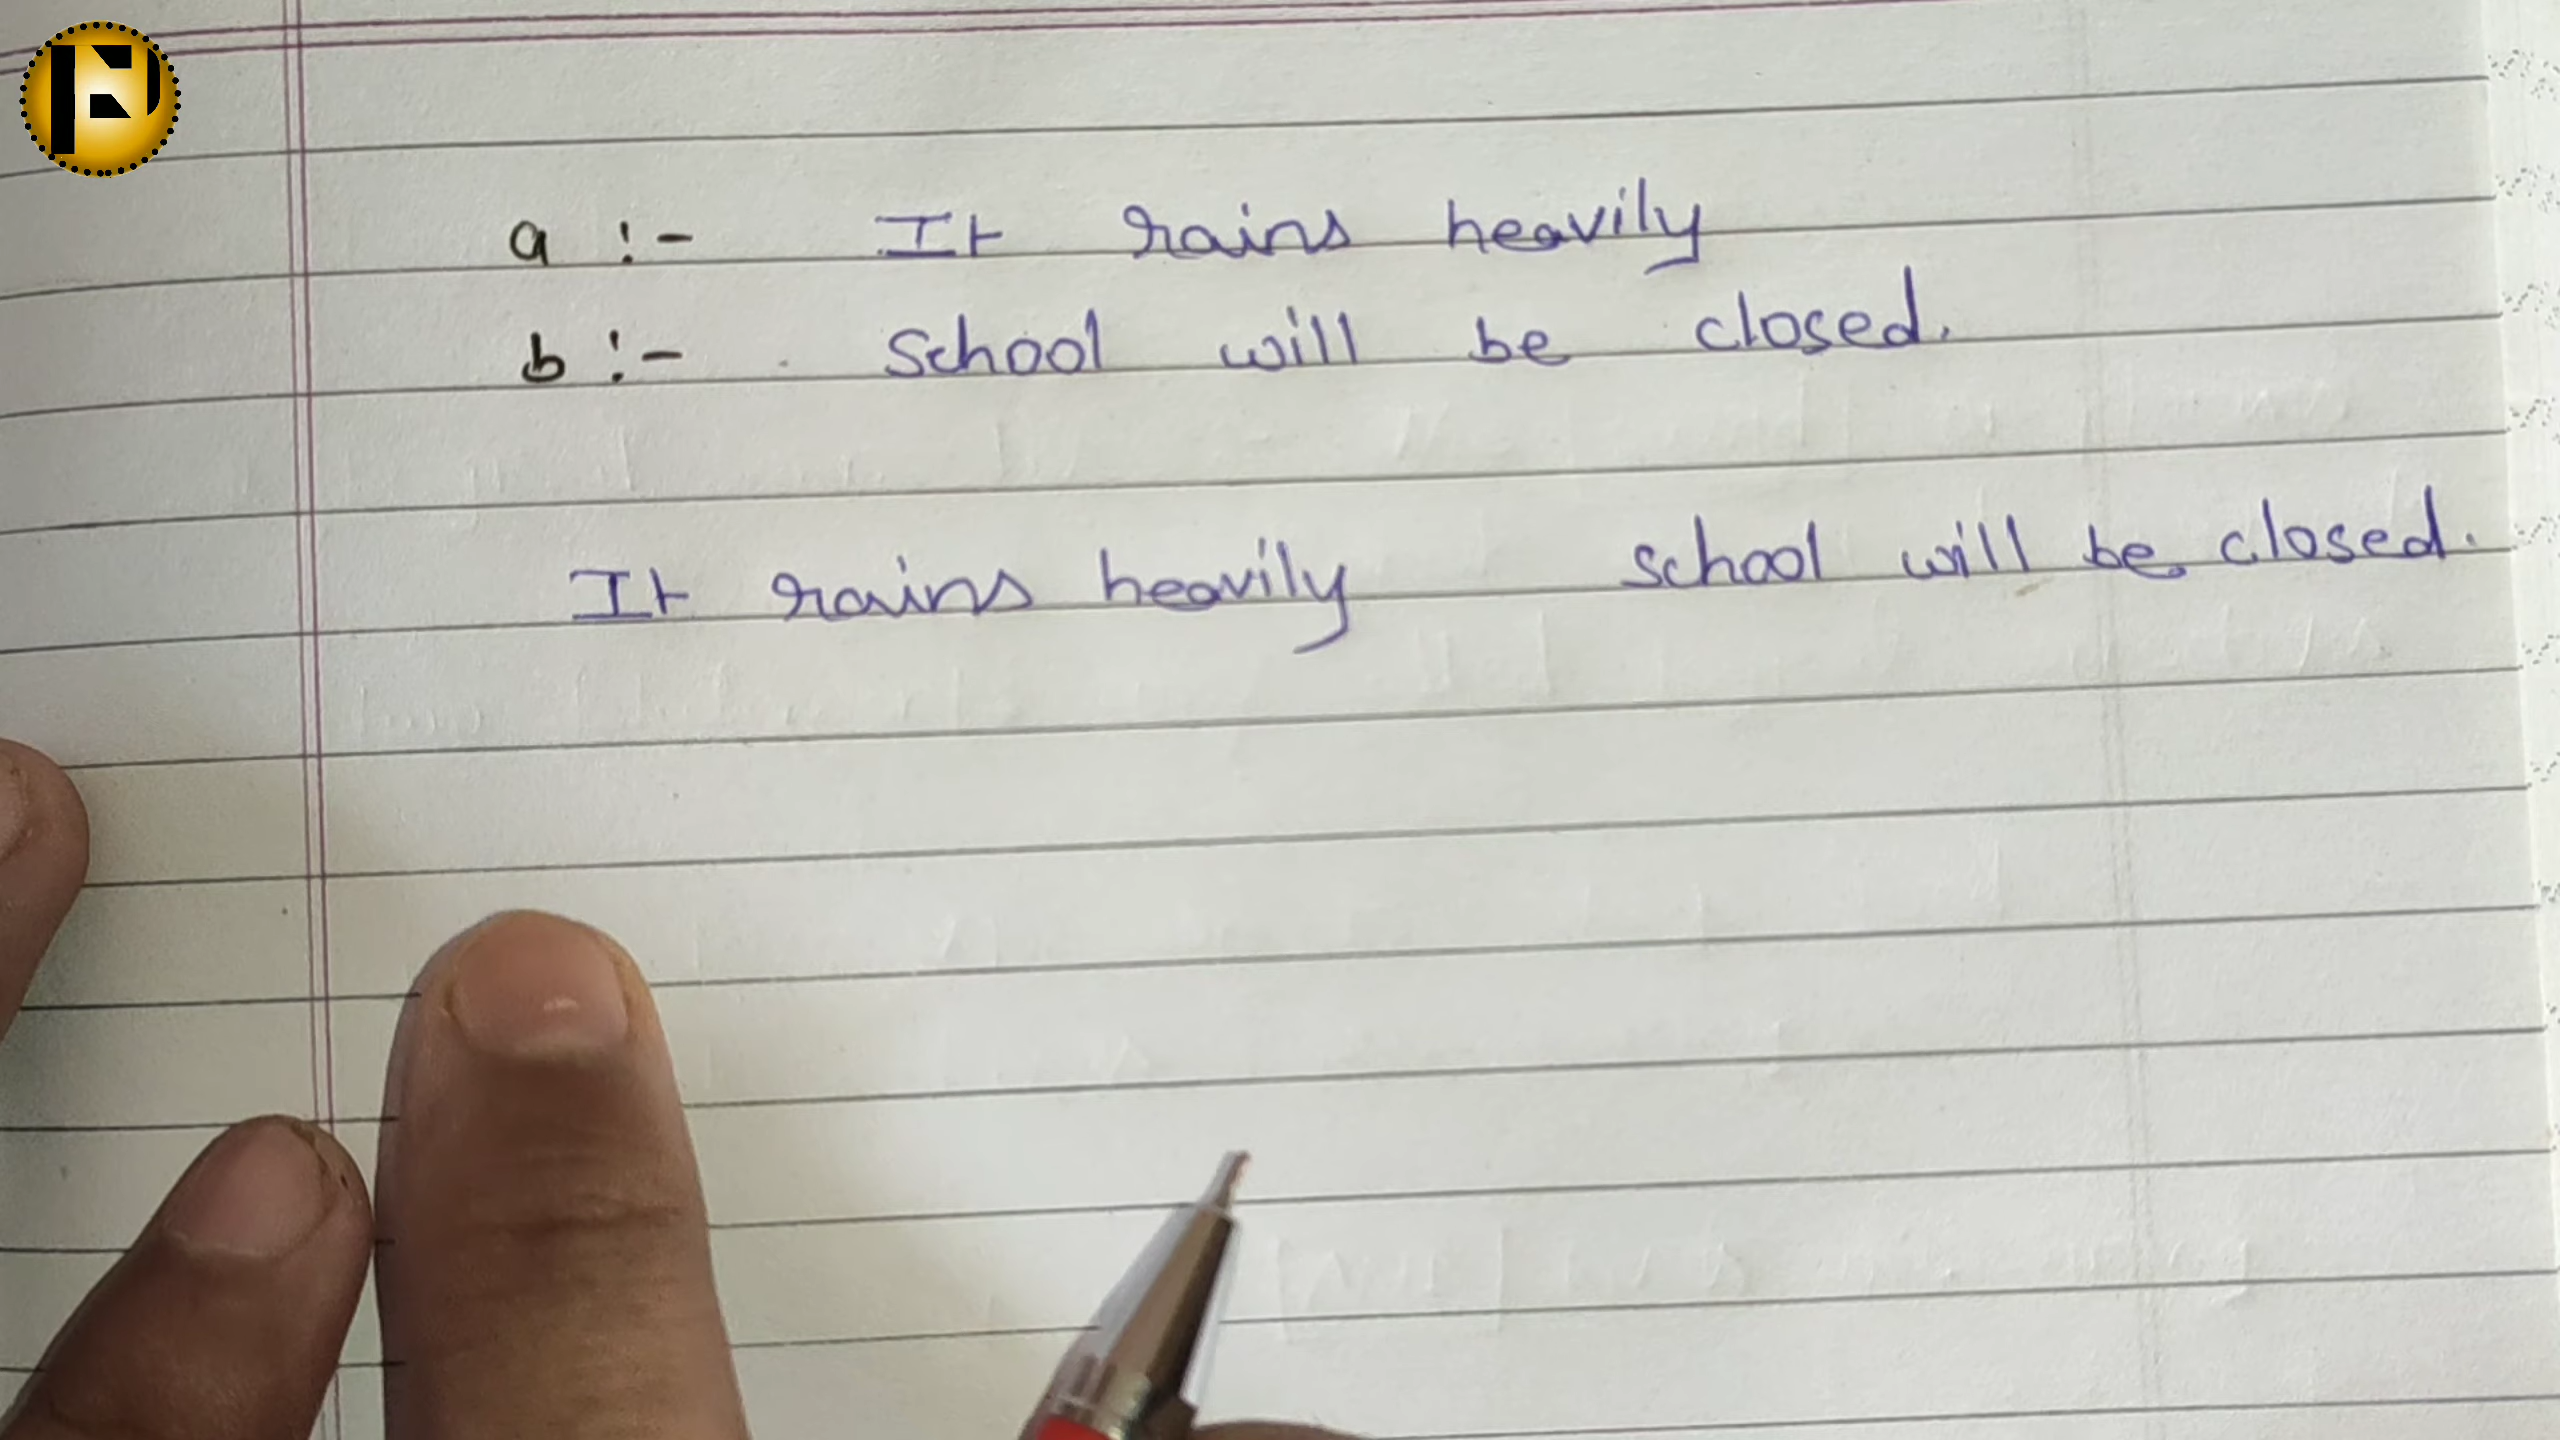 a :- It rains heavily
b :- School will be closed.
It rains heavily school will be closed.